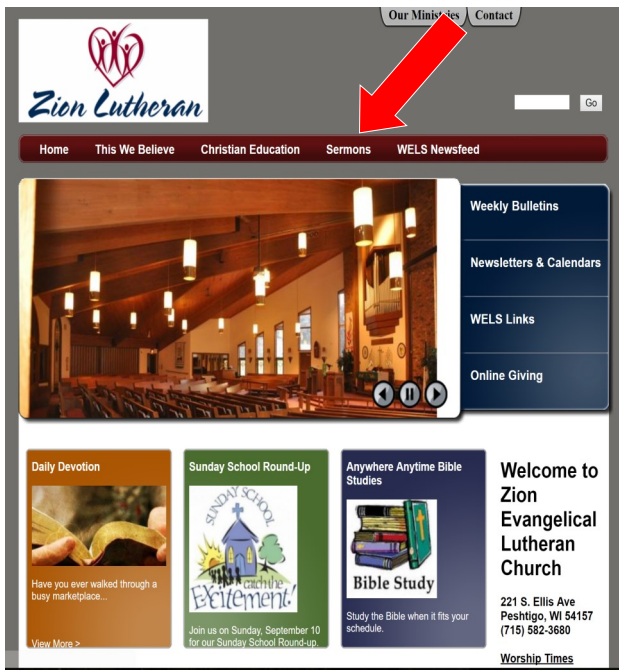 Our Ministries
Contact
Zion Lutheran
Go
Home
This We Believe
Christian Education
Sermons
WELS Newsfeed
Weekly Bulletins
Newsletters & Calendars
WELS Links
Online Giving
Daily Devotion
Have you ever walked through a
busy marketplace...
View More >
Sunday School Round-Up
SUNDAY SCHOOL
catch the
Excitement!
Join us on Sunday, September 10
for our Sunday School Round-up.
Anywhere Anytime Bible
Studies
Bible Study
Study the Bible when it fits your
schedule.
Welcome to
Zion
Evangelical
Lutheran
Church
221 S. Ellis Ave
Peshtigo, WI 54157
(715) 582-3680
Worship Times